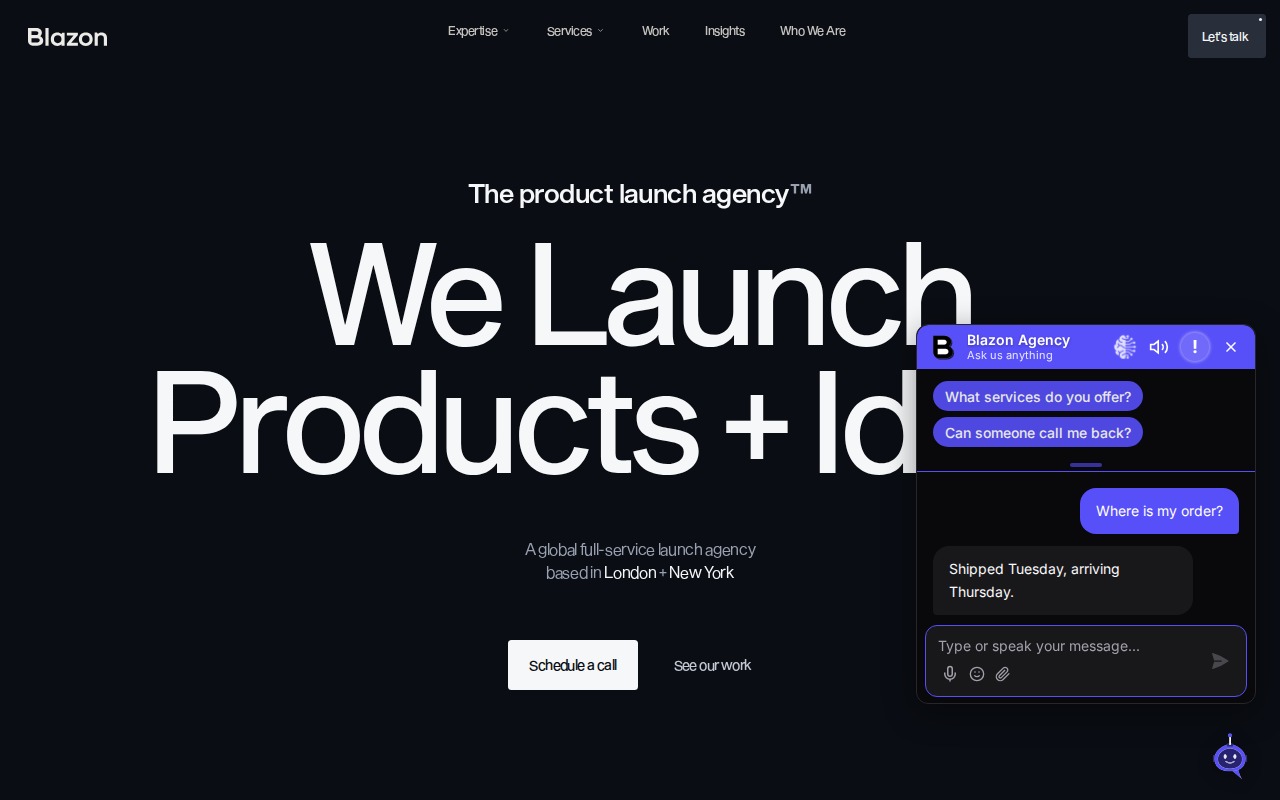 Blazon
Expertise
Services
Work
Insights
Who We Are
Let's talk
The product launch agency™
We Launch
Products + Id
A global full-service launch agency
based in London + New York
Schedule a call
See our work
B
Blazon Agency
Ask us anything
!
What services do you offer?
Can someone call me back?
Where is my order?
Shipped Tuesday, arriving
Thursday.
Type or speak your message...